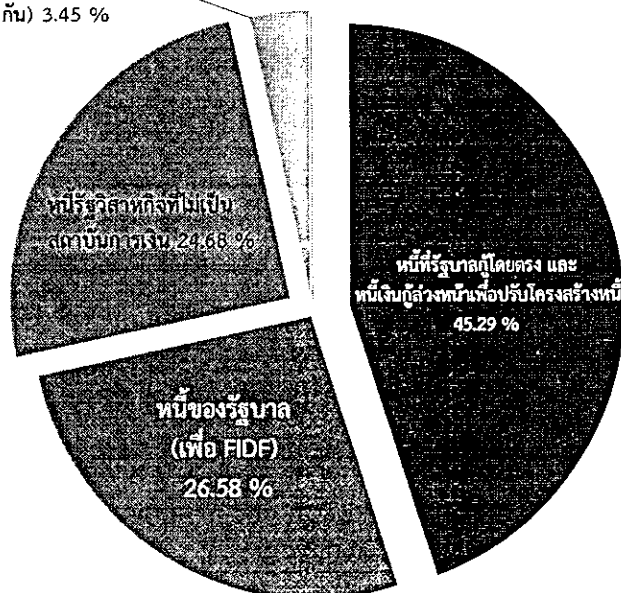 กัน) 3.45 %
หนี้รัฐวิสาหกิจที่ไม่เป็น
สถาบันการเงิน 24.68 %
หนี้ที่รัฐบาลกู้โดยตรง และ
หนี้เงินกู้ล่วงหน้าเพื่อปรับโครงสร้างหนี้
45.29 %
หนี้ของรัฐบาล
(เพื่อ FIDF)
26.58 %